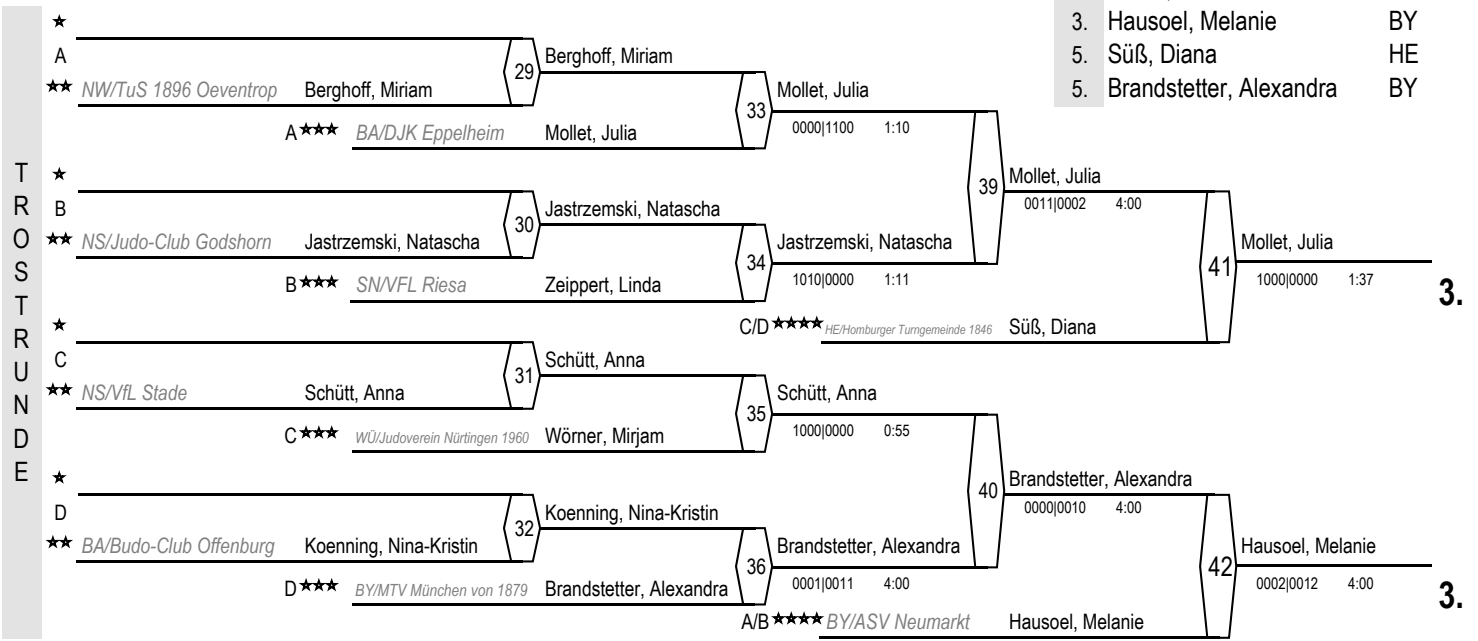 3. Hausoel, Melanie BY
5. Süß, Diana HE
5. Brandstetter, Alexandra BY
TROSTRUNDE
★
A
★★ NW/TuS 1896 Oeventrop Berghoff, Miriam
29 Berghoff, Miriam
A★★★ BA/DJK Eppelheim Mollet, Julia
33 Mollet, Julia
0000|1100 1:10
★
B
★★ NS/Judo-Club Godshorn Jastrzemski, Natascha
30 Jastrzemski, Natascha
B★★★ SN/VFL Riesa Zeippert, Linda
34 Jastrzemski, Natascha
1010|0000 1:11
39 Mollet, Julia
0011|0002 4:00
C/D★★★★ HE/Homburger Turngemeinde 1846 Süß, Diana
41 Mollet, Julia
1000|0000 1:37
3.
★
C
★★ NS/VfL Stade Schütt, Anna
31 Schütt, Anna
C★★★ WÜ/Judoverein Nürtingen 1960 Wörner, Mirjam
35 Schütt, Anna
1000|0000 0:55
★
D
★★ BA/Budo-Club Offenburg Koenning, Nina-Kristin
32 Koenning, Nina-Kristin
D★★★ BY/MTV München von 1879 Brandstetter, Alexandra
36 Brandstetter, Alexandra
0001|0011 4:00
40 Brandstetter, Alexandra
0000|0010 4:00
A/B★★★★ BY/ASV Neumarkt Hausoel, Melanie
42 Hausoel, Melanie
0002|0012 4:00
3.